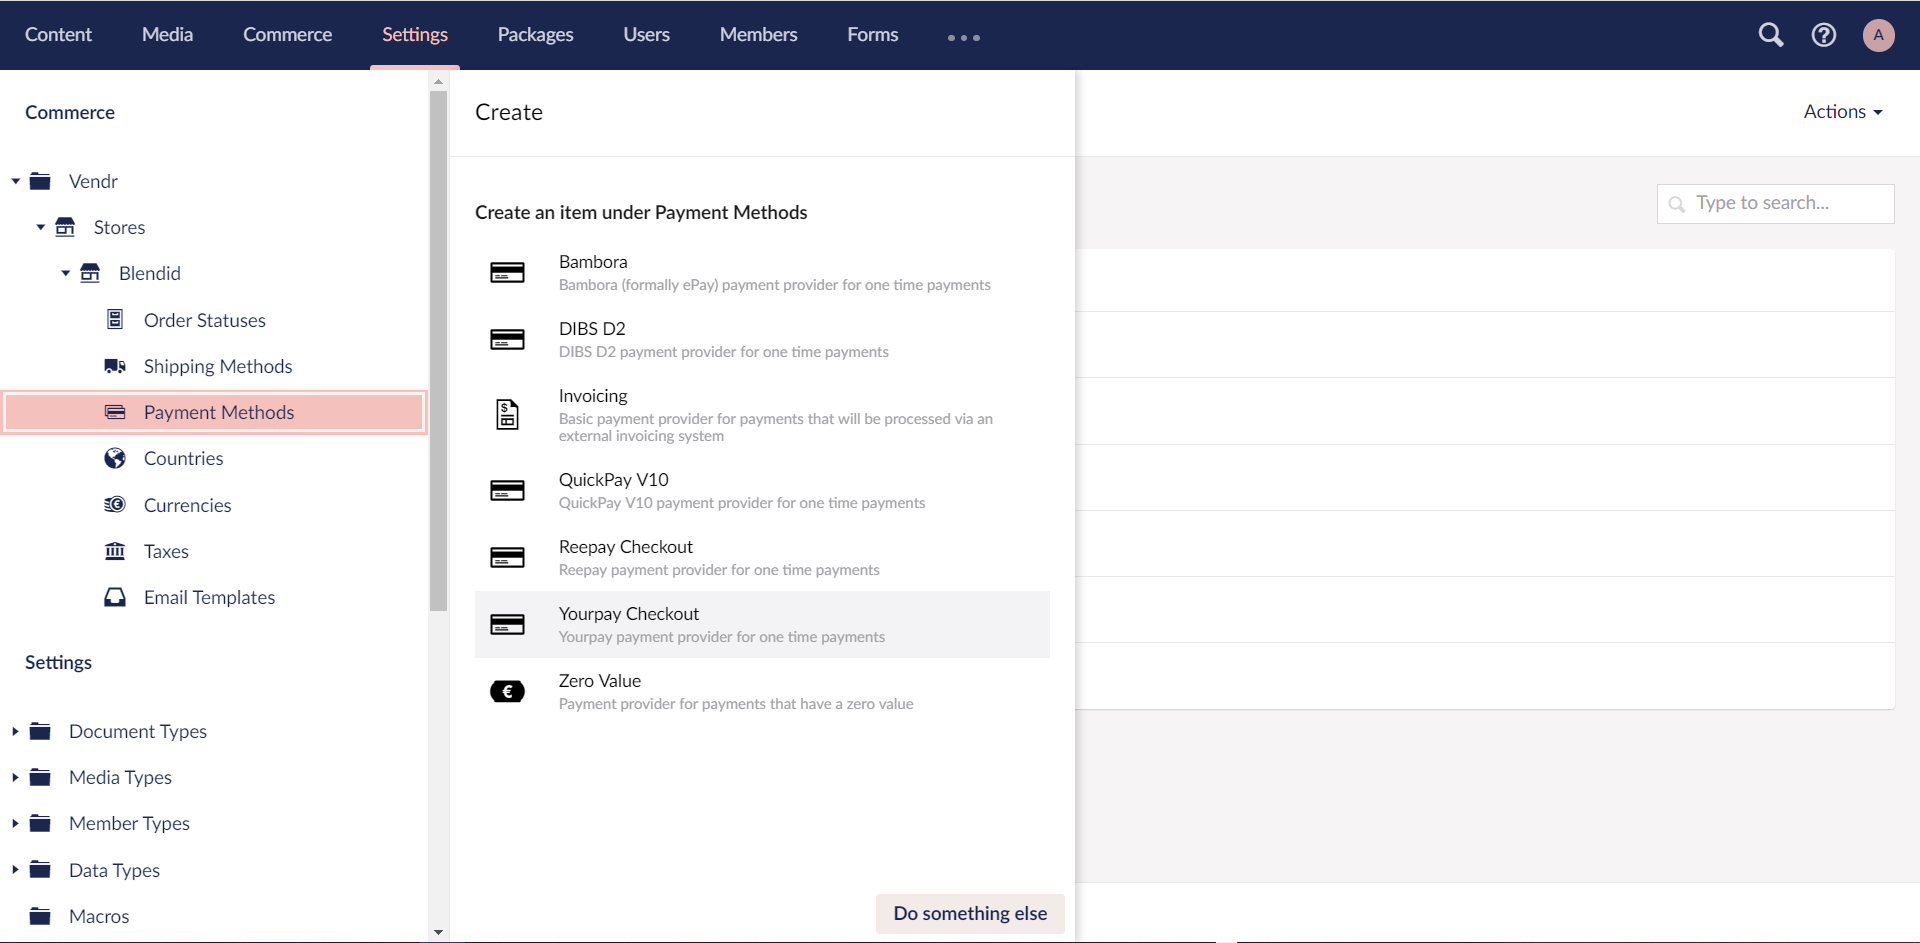 Content Media Commerce Settings Packages Users Members Forms
A
Commerce
Vendr
Stores
Blendid
Order Statuses
Shipping Methods
Payment Methods
Countries
Currencies
Taxes
Email Templates
Settings
Document Types
Media Types
Member Types
Data Types
Macros
Create
Create an item under Payment Methods
Bambora
Bambora (formally ePay) payment provider for one time payments
DIBS D2
DIBS D2 payment provider for one time payments
Invoicing
Basic payment provider for payments that will be processed via an
external invoicing system
QuickPay V10
QuickPay V10 payment provider for one time payments
Reepay Checkout
Reepay payment provider for one time payments
Yourpay Checkout
Yourpay payment provider for one time payments
Zero Value
Payment provider for payments that have a zero value
Do something else
Actions
Type to search...